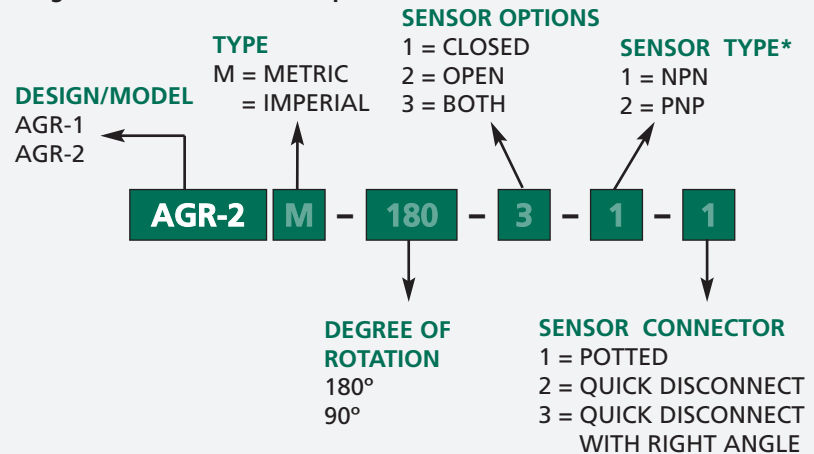 SENSOR OPTIONS
1 = CLOSED
2 = OPEN
3 = BOTH
TYPE
M = METRIC
= IMPERIAL
SENSOR TYPE*
1 = NPN
2 = PNP
DESIGN/MODEL
AGR-1
AGR-2
AGR-2 M – 180 – 3 – 1 – 1
DEGREE OF
ROTATION
180º
90º
SENSOR CONNECTOR
1 = POTTED
2 = QUICK DISCONNECT
3 = QUICK DISCONNECT
WITH RIGHT ANGLE